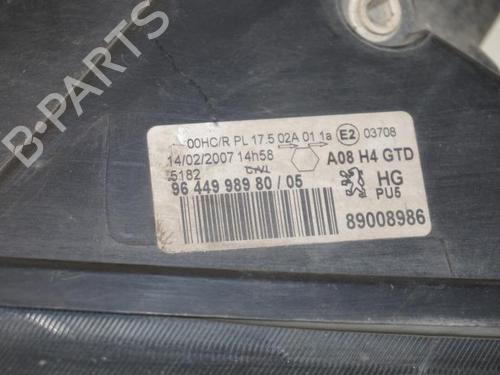 B-PARTS
00HC/R PL 17.5 02A 01 1a E2 03708
14/02/2007 14h58 A08 H4 GTD
5182 HG
96 449 989 80 / 05 PU5
89008986